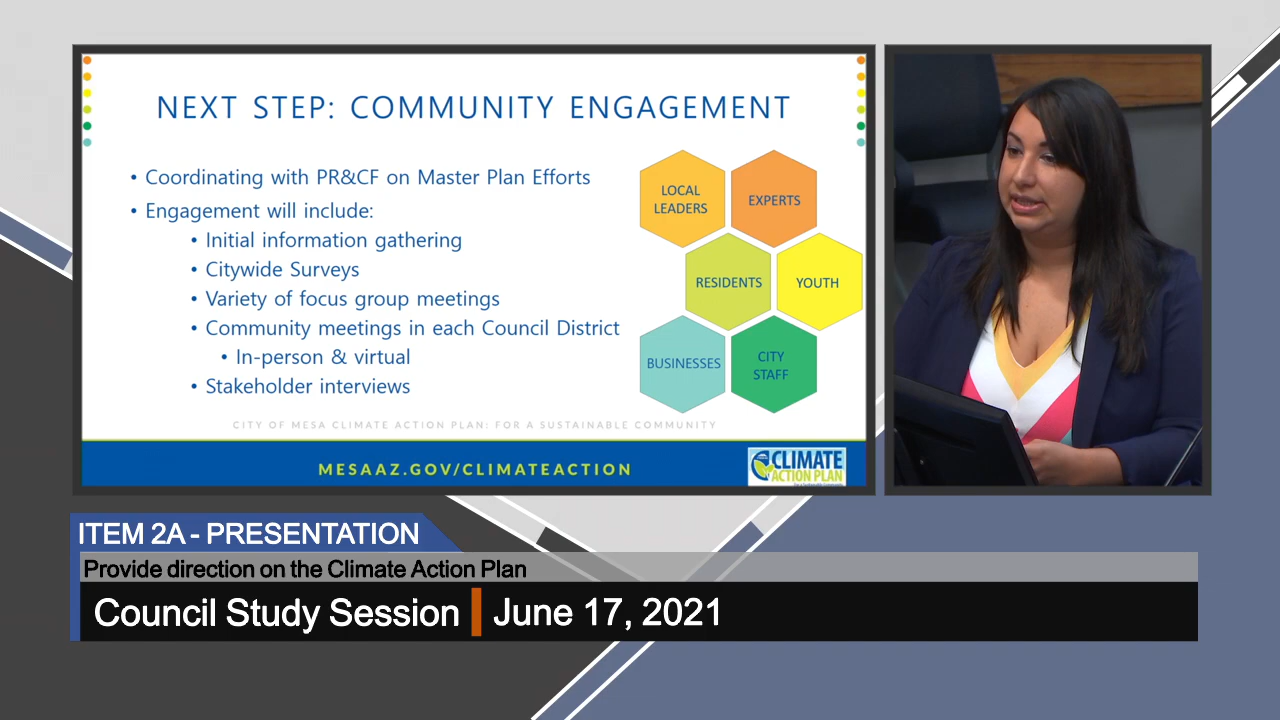 NEXT STEP: COMMUNITY ENGAGEMENT
• Coordinating with PR&CF on Master Plan Efforts
• Engagement will include:
• Initial information gathering
• Citywide Surveys
• Variety of focus group meetings
• Community meetings in each Council District
• In-person & virtual
• Stakeholder interviews
LOCAL
LEADERS
EXPERTS
RESIDENTS
YOUTH
BUSINESSES
CITY
STAFF
CITY OF MESA CLIMATE ACTION PLAN: FOR A SUSTAINABLE COMMUNITY
MESAAZ.GOV/CLIMATEACTION
CLIMATE
ACTION PLAN
For a Sustainable Community
ITEM 2A - PRESENTATION
Provide direction on the Climate Action Plan
Council Study Session
June 17, 2021